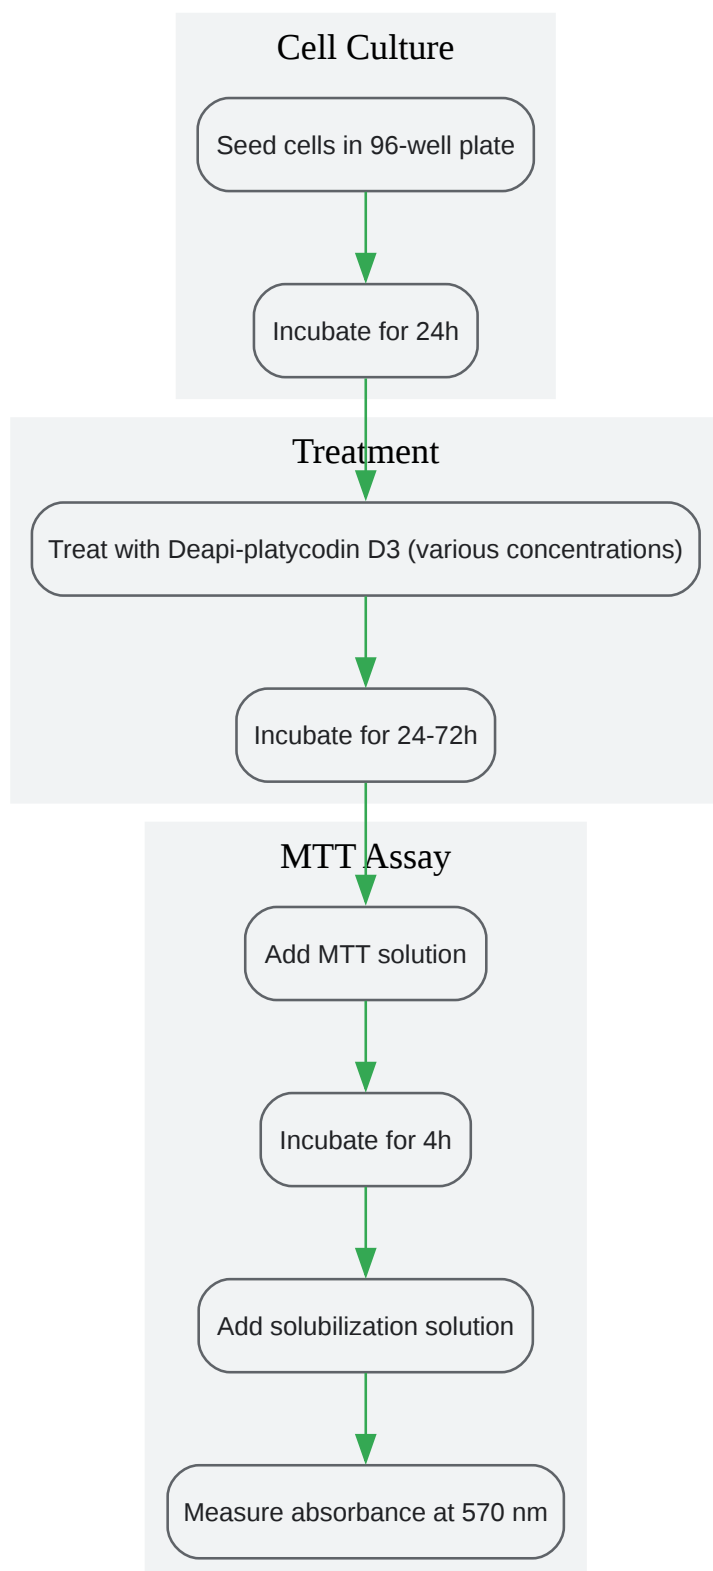 Cell Culture
Seed cells in 96-well plate
Incubate for 24h
Treatment
Treat with Deapi-platycodin D3 (various concentrations)
Incubate for 24-72h
MTT Assay
Add MTT solution
Incubate for 4h
Add solubilization solution
Measure absorbance at 570 nm